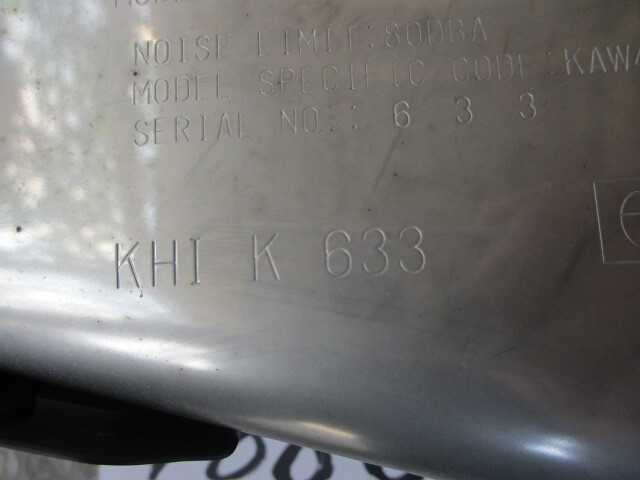 NOISE LIMIT:80DBA
MODEL SPECIFIC CODE:KAWA
SERIAL NO.: 6 3 3
KHI K 633